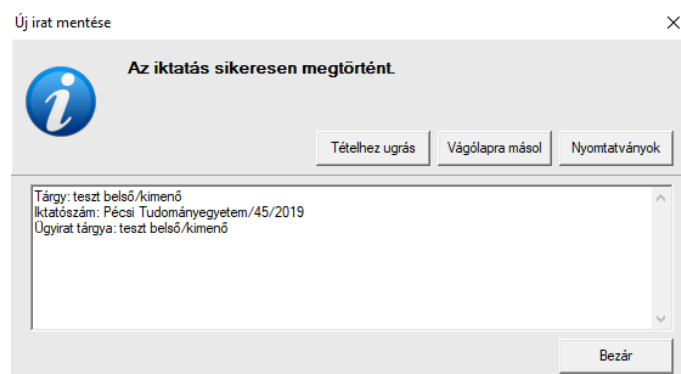 Új irat mentése
Az iktatás sikeresen megtörtént.
Tételhez ugrás Vágólapra másol Nyomtatványok
Tárgy: teszt belső/kimenő
Iktatószám: Pécsi Tudományegyetem/45/2019
Ügyirat tárgya: teszt belső/kimenő
Bezár